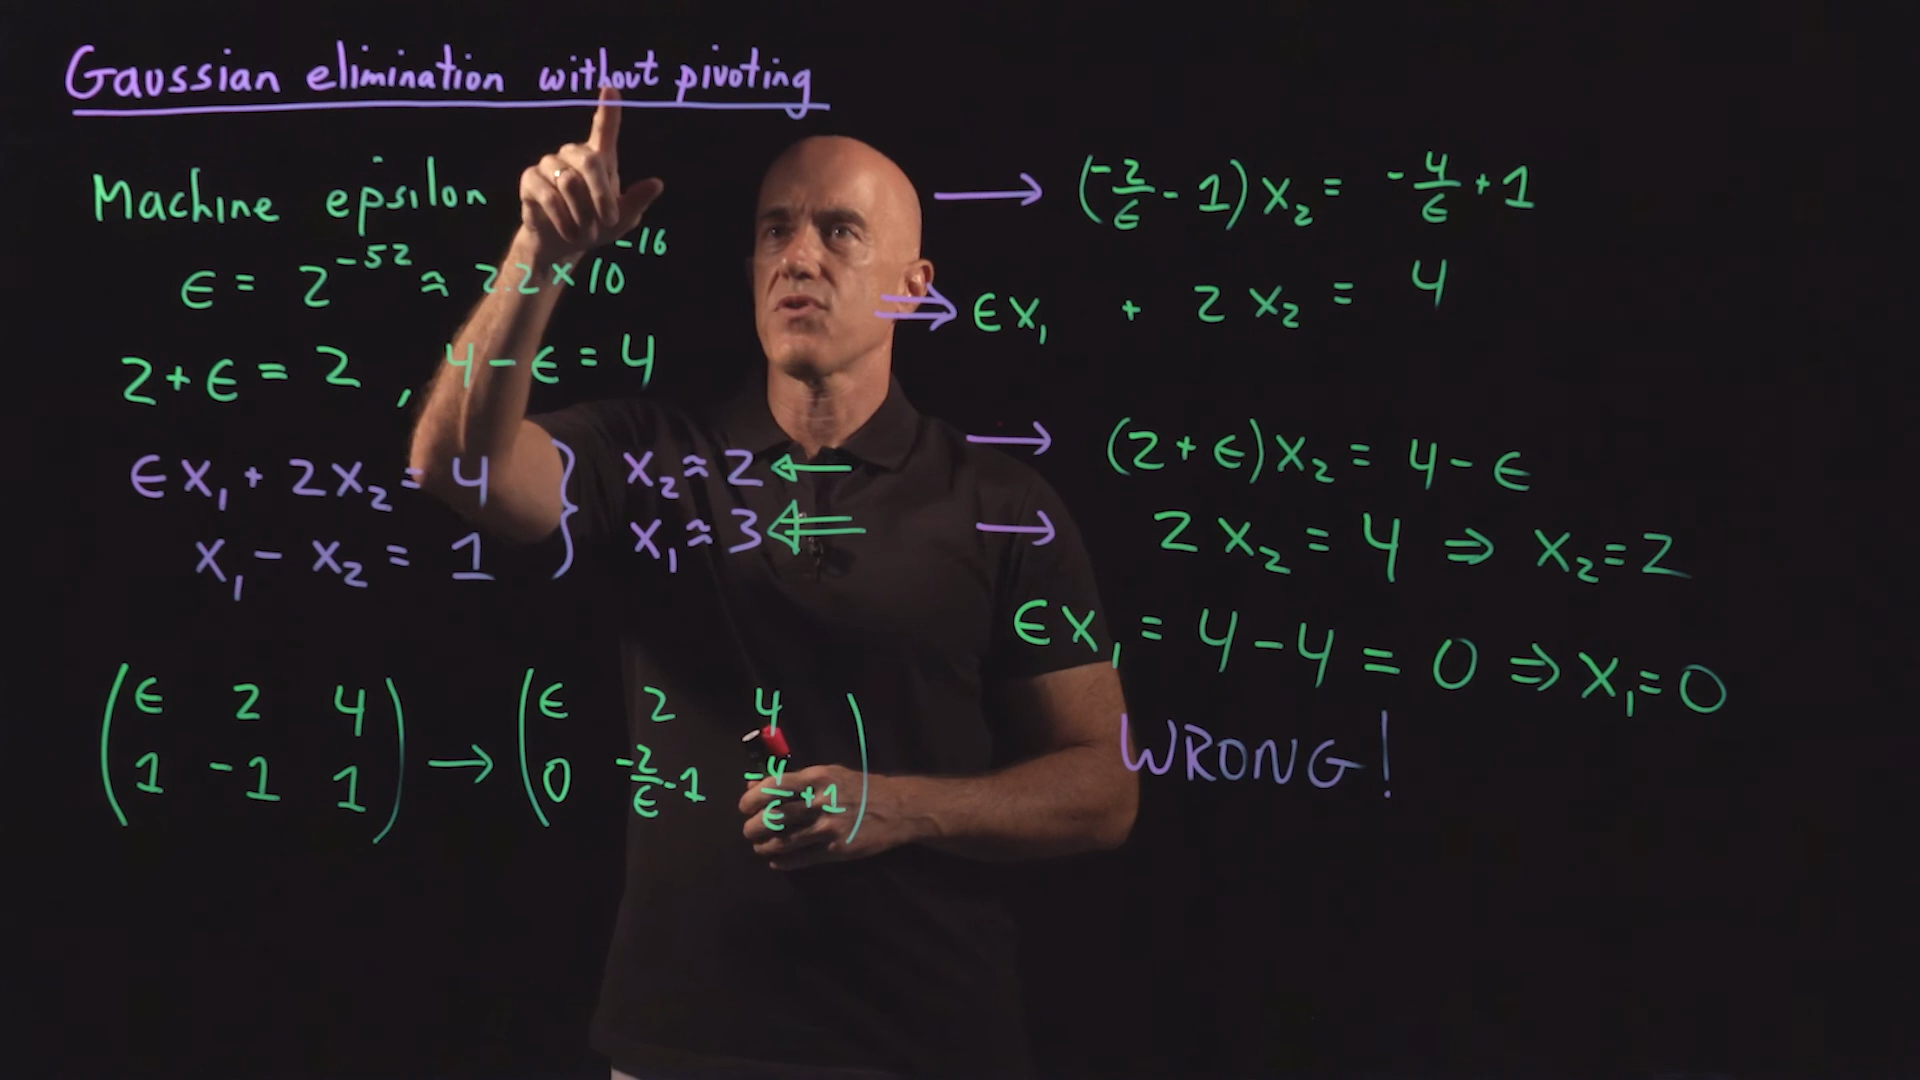 Gaussian elimination without pivoting
Machine epsilon
ϵ = 2^-52 ≈ 2.2 × 10^-16
2 + ϵ = 2 , 4 - ϵ = 4
ϵx₁ + 2x₂ = 4
x₁ - x₂ = 1
} x₂ ≈ 2 ←
x₁ ≈ 3 ⇐
(ϵ 2 4
1 -1 1) → (ϵ 2 4
0 -2/ϵ -1 -4/ϵ +1)
→ (-2/ϵ - 1)x₂ = -4/ϵ + 1
⇒ ϵx₁ + 2x₂ = 4
→ (2 + ϵ)x₂ = 4 - ϵ
→ 2x₂ = 4 ⇒ x₂ = 2
ϵx₁ = 4 - 4 = 0 ⇒ x₁ = 0
WRONG!